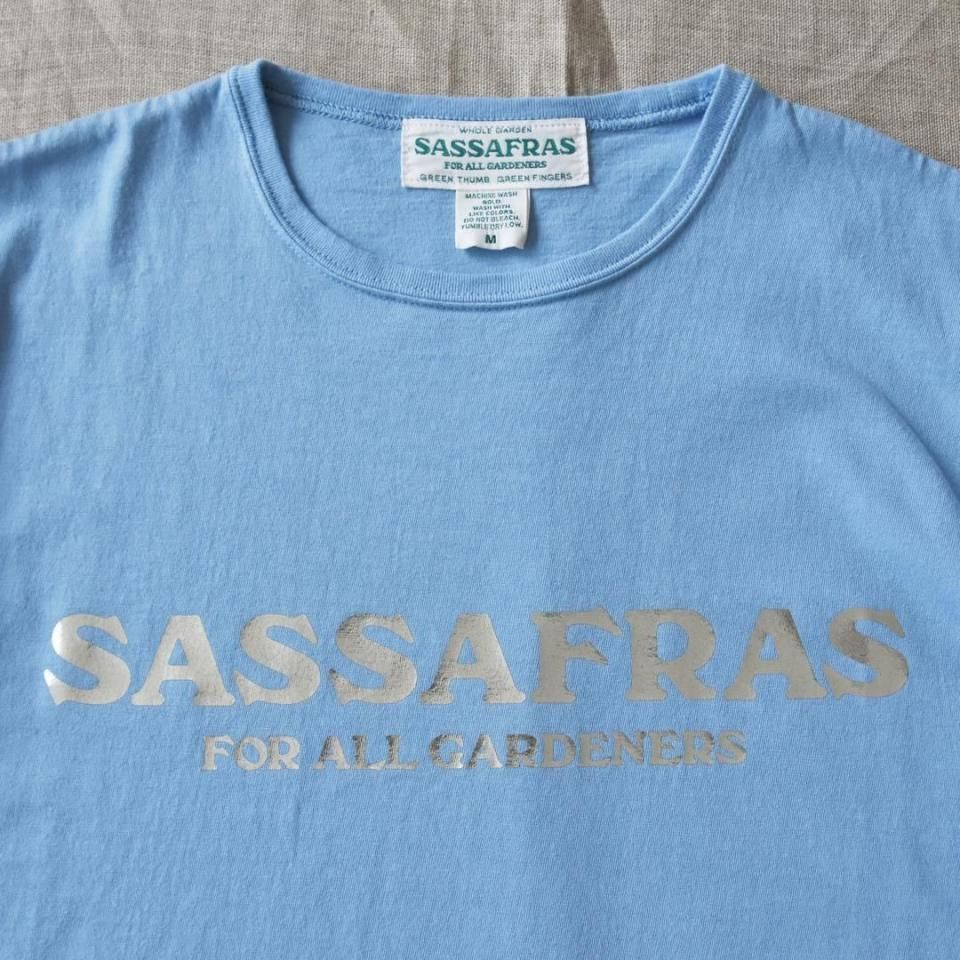 WHOLE GARDEN
SASSAFRAS
FOR ALL GARDENERS
GREEN THUMB GREEN FINGERS
MACHINE WASH
GOLD.
WASH WITH
LIKE COLORS.
DO NOT BLEACH.
TUMBLE DRY LOW.
M
SASSAFRAS
FOR ALL GARDENERS